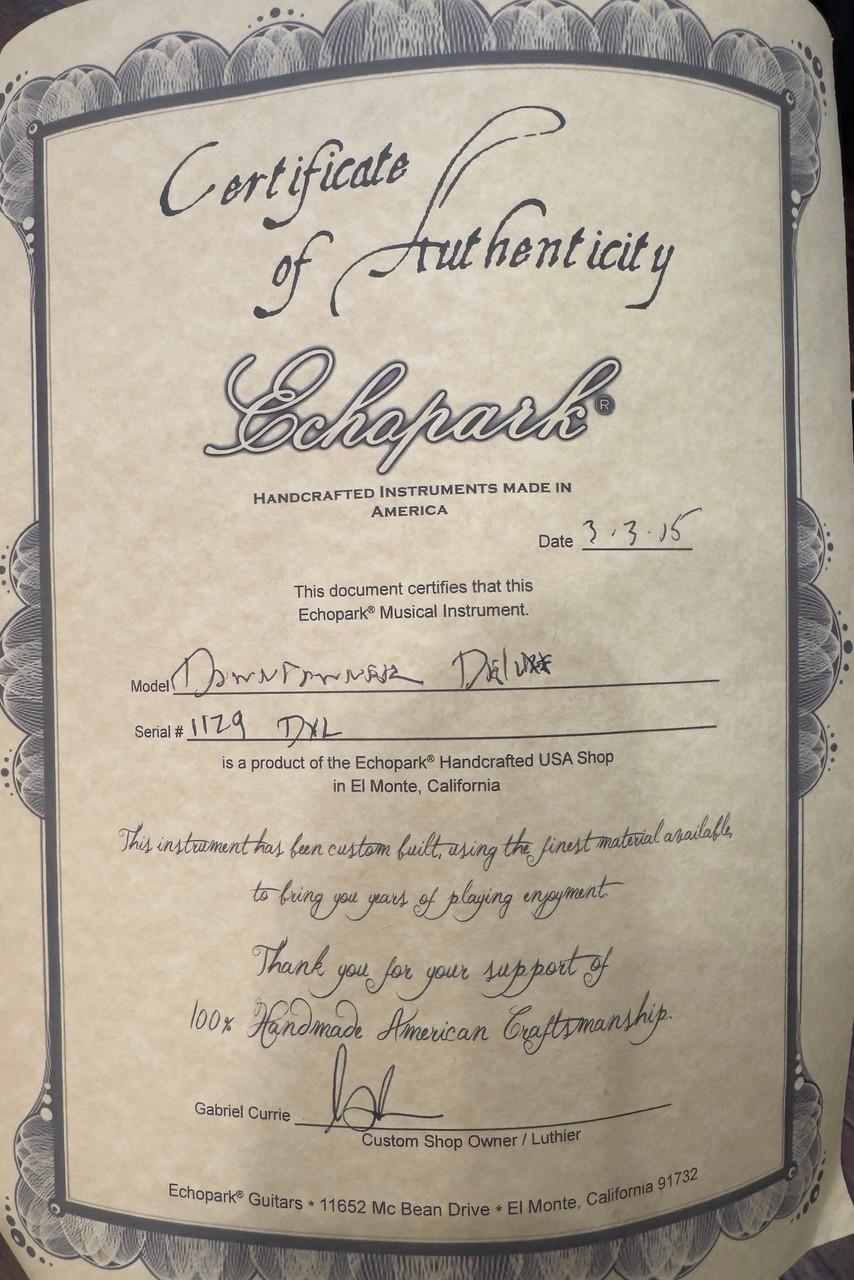 Certificate
of Authenticity
Echopark®
HANDCRAFTED INSTRUMENTS MADE IN
AMERICA
Date 3.3.15
This document certifies that this
Echopark® Musical Instrument.
Model DOWNTOWNER DElUXE
Serial # 1129 DXL
is a product of the Echopark® Handcrafted USA Shop
in El Monte, California
This instrument has been custom built, using the finest material available,
to bring you years of playing enjoyment.
Thank you for your support of
100% Handmade American Craftsmanship.
Gabriel Currie
Custom Shop Owner / Luthier
Echopark® Guitars * 11652 Mc Bean Drive * El Monte, California 91732